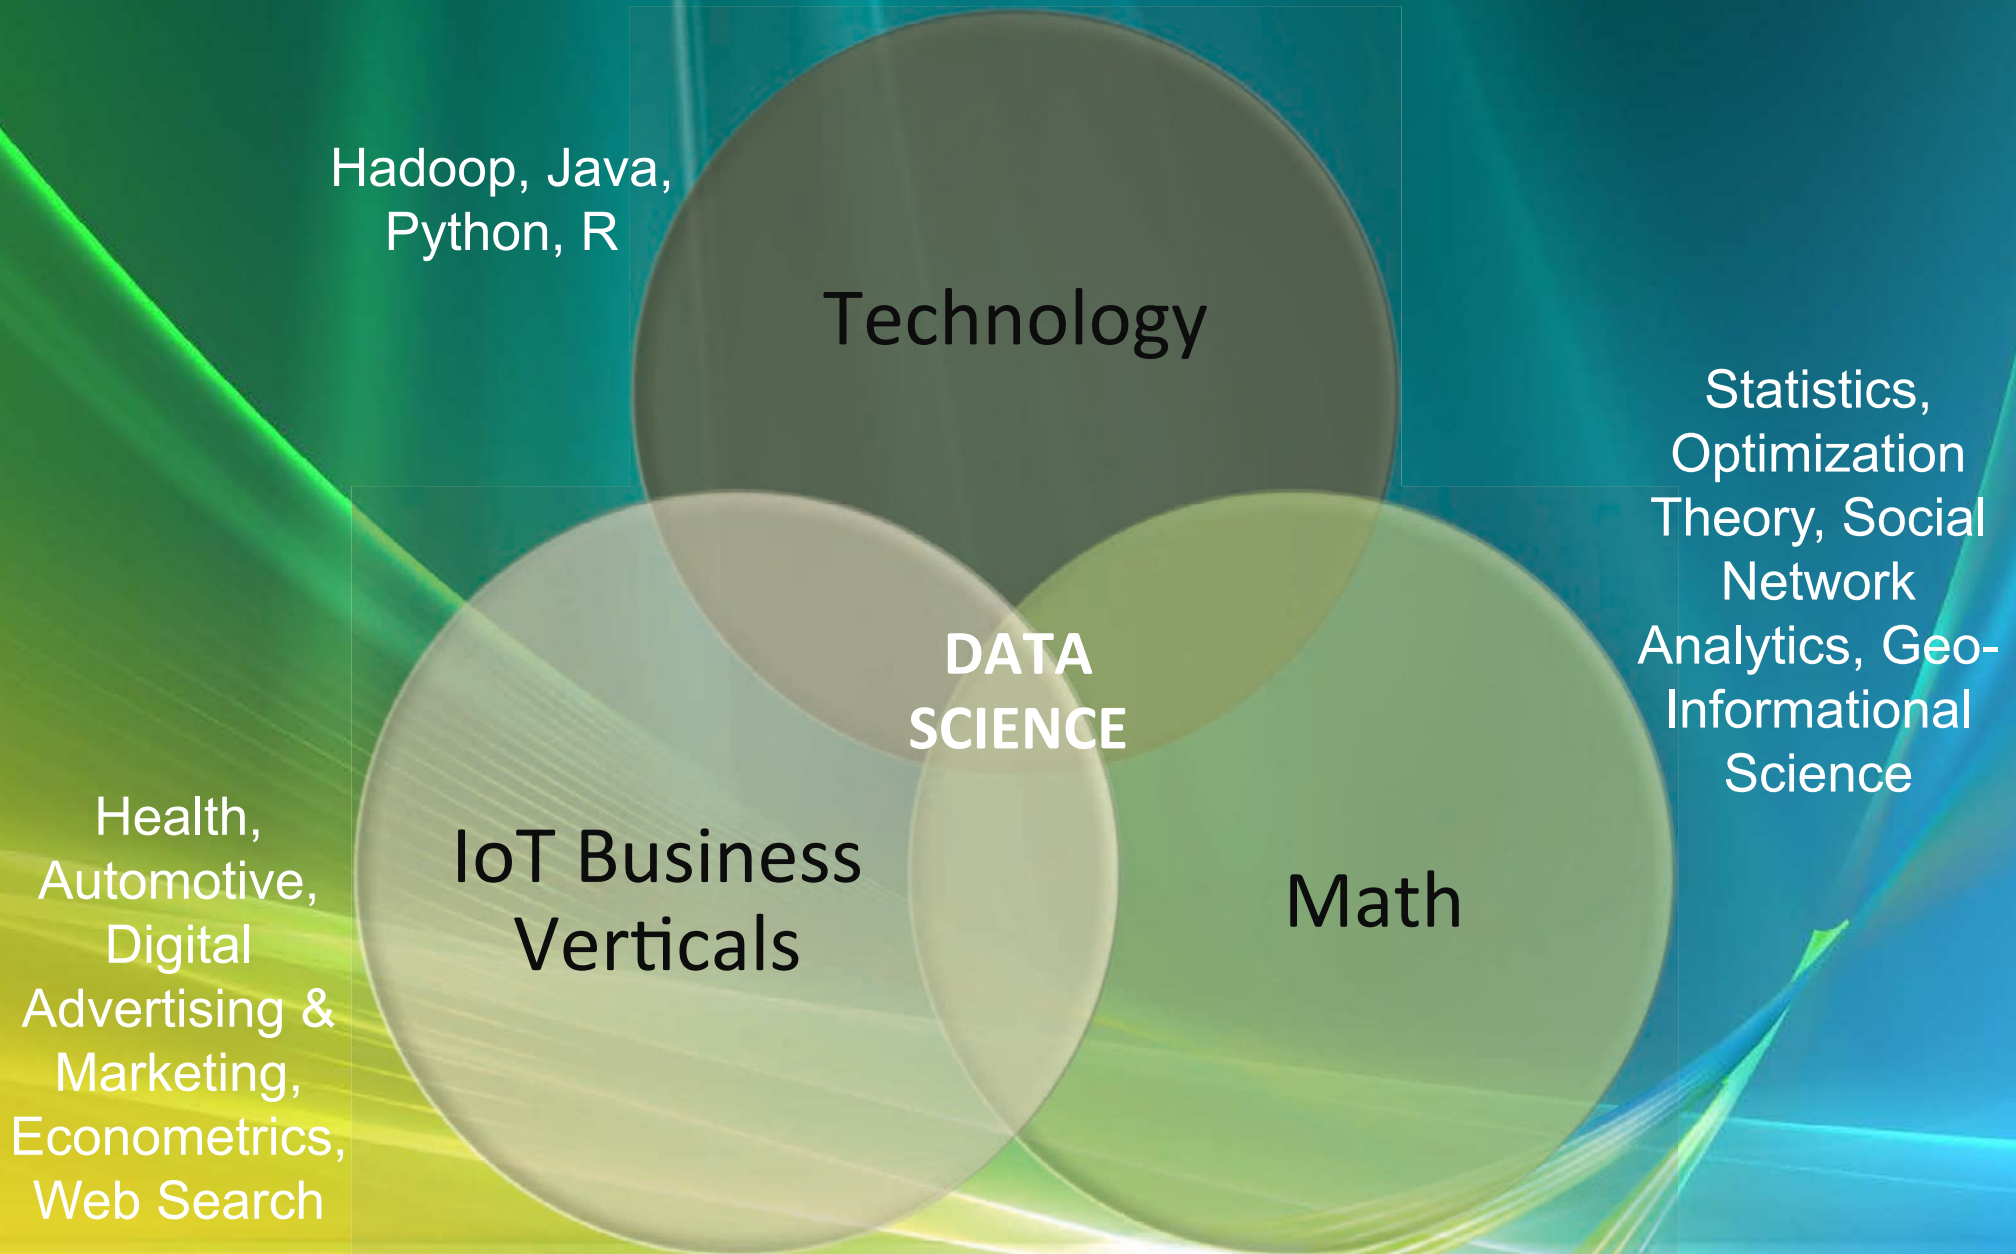 Hadoop, Java,
Python, R
Technology
Statistics,
Optimization
Theory, Social
Network
Analytics, Geo-
Informational
Science
DATA
SCIENCE
Health,
Automotive,
Digital
Advertising &
Marketing,
Econometrics,
Web Search
IoT Business
Verticals
Math